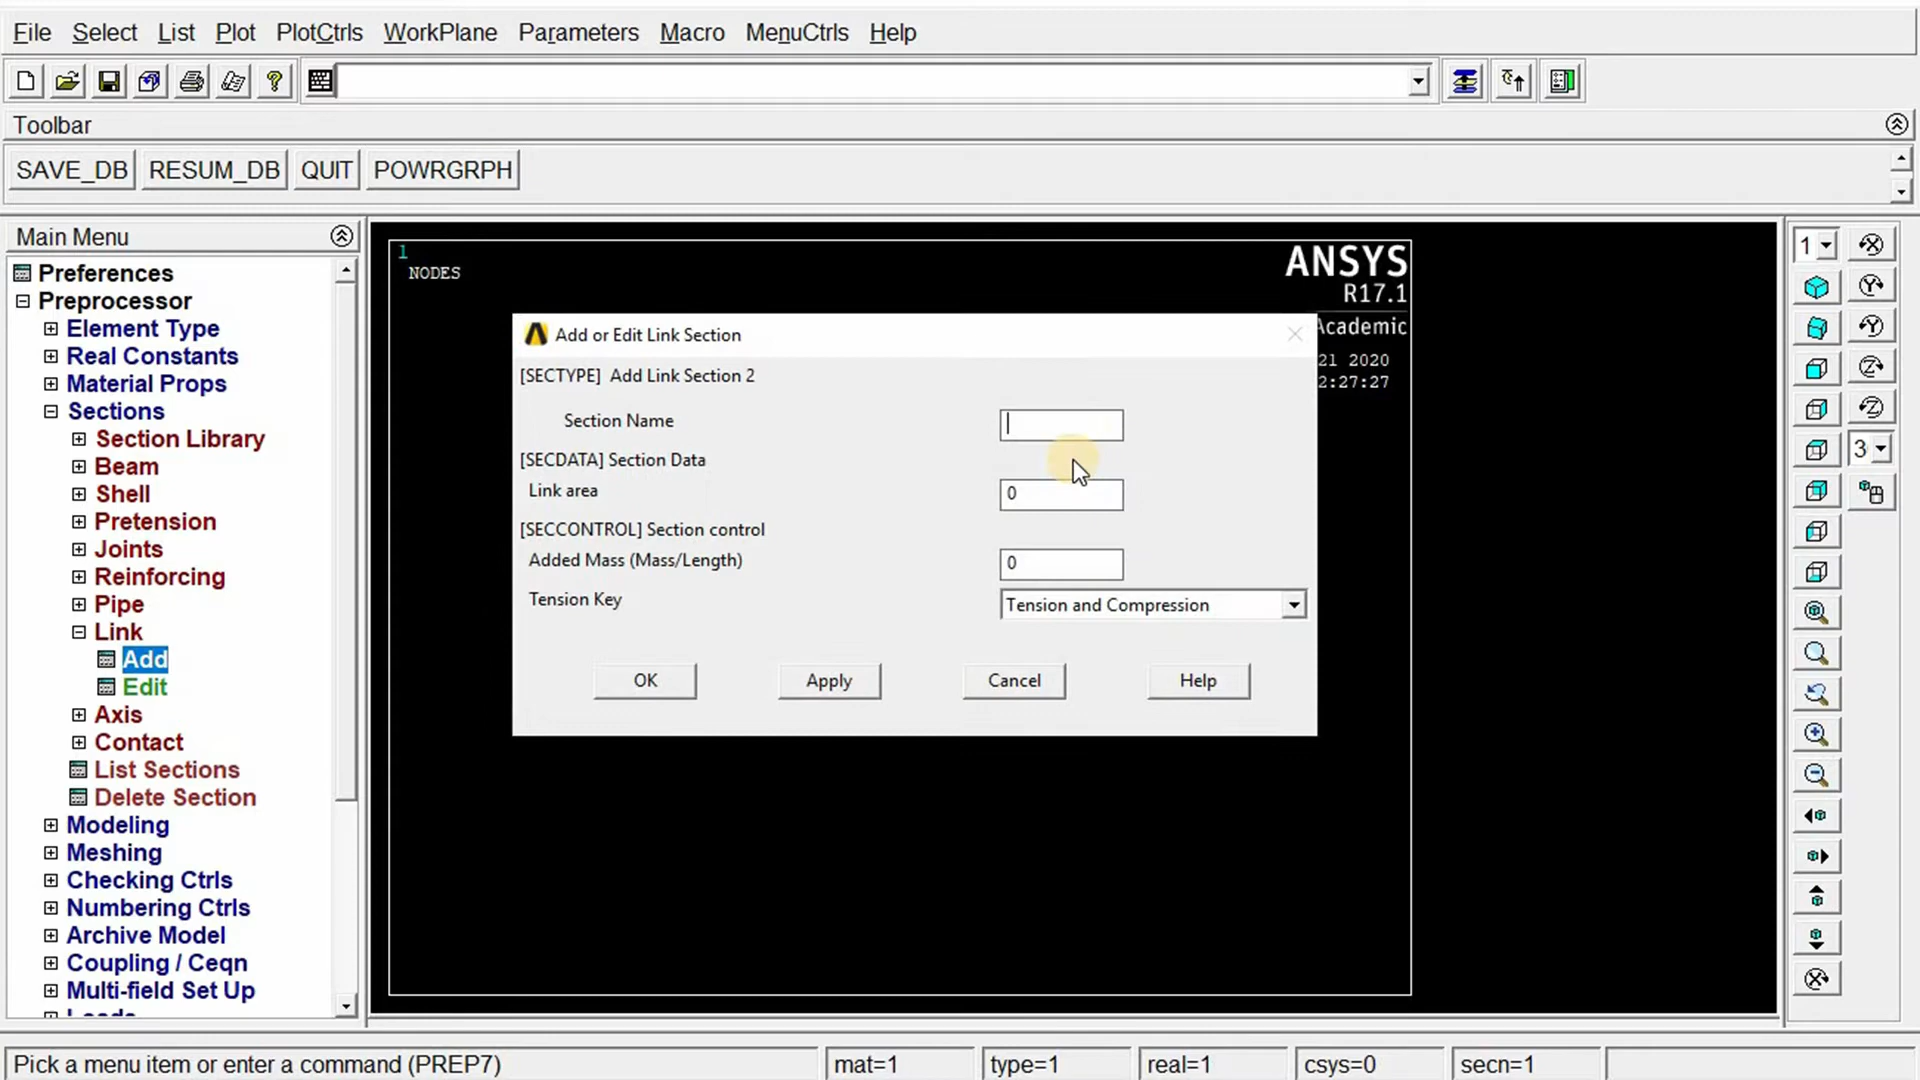 File Select List Plot PlotCtrls WorkPlane Parameters Macro MenuCtrls Help
Toolbar
SAVE_DB RESUM_DB QUIT POWRGRPH
Main Menu
Preferences
Preprocessor
Element Type
Real Constants
Material Props
Sections
Section Library
Beam
Shell
Pretension
Joints
Reinforcing
Pipe
Link
Add
Edit
Axis
Contact
List Sections
Delete Section
Modeling
Meshing
Checking Ctrls
Numbering Ctrls
Archive Model
Coupling / Ceqn
Multi-field Set Up
Loads
1
NODES
ANSYS
R17.1
Academic
21 2020
2:27:27
Add or Edit Link Section
[SECTYPE] Add Link Section 2
Section Name
[SECDATA] Section Data
Link area 0
[SECCONTROL] Section control
Added Mass (Mass/Length) 0
Tension Key Tension and Compression
OK Apply Cancel Help
1
3
Pick a menu item or enter a command (PREP7) mat=1 type=1 real=1 csys=0 secn=1